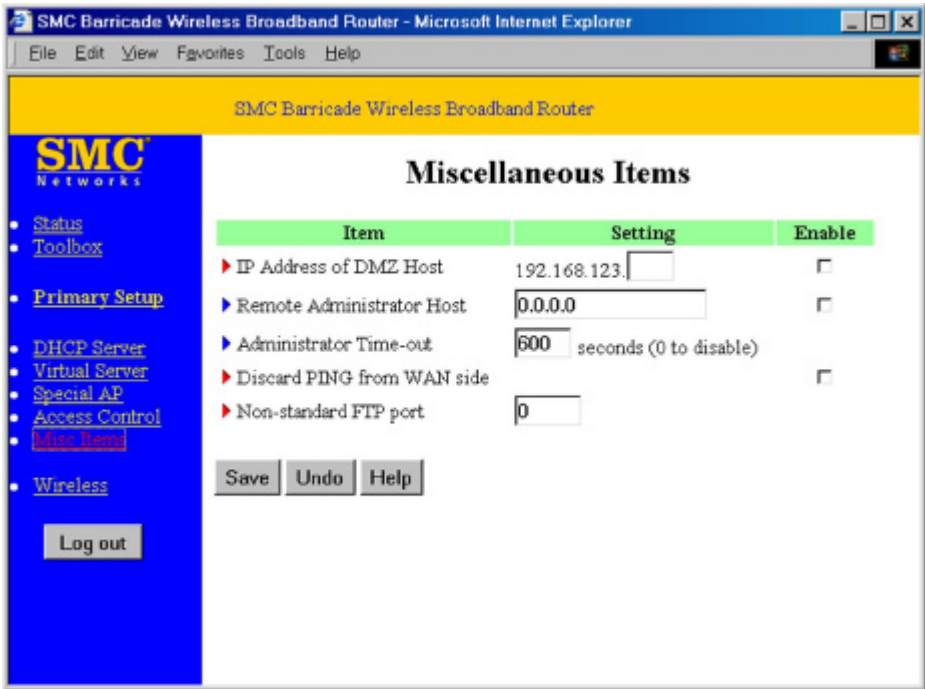 SMC Barricade Wireless Broadband Router - Microsoft Internet Explorer
File Edit View Favorites Tools Help
SMC Barricade Wireless Broadband Router
SMC
Networks
Status
Toolbox
Primary Setup
DHCP Server
Virtual Server
Special AP
Access Control
Misc Items
Wireless
Log out
Miscellaneous Items
Item Setting Enable
IP Address of DMZ Host 192.168.123.
Remote Administrator Host 0.0.0.0
Administrator Time-out 600 seconds (0 to disable)
Discard PING from WAN side
Non-standard FTP port 0
Save Undo Help